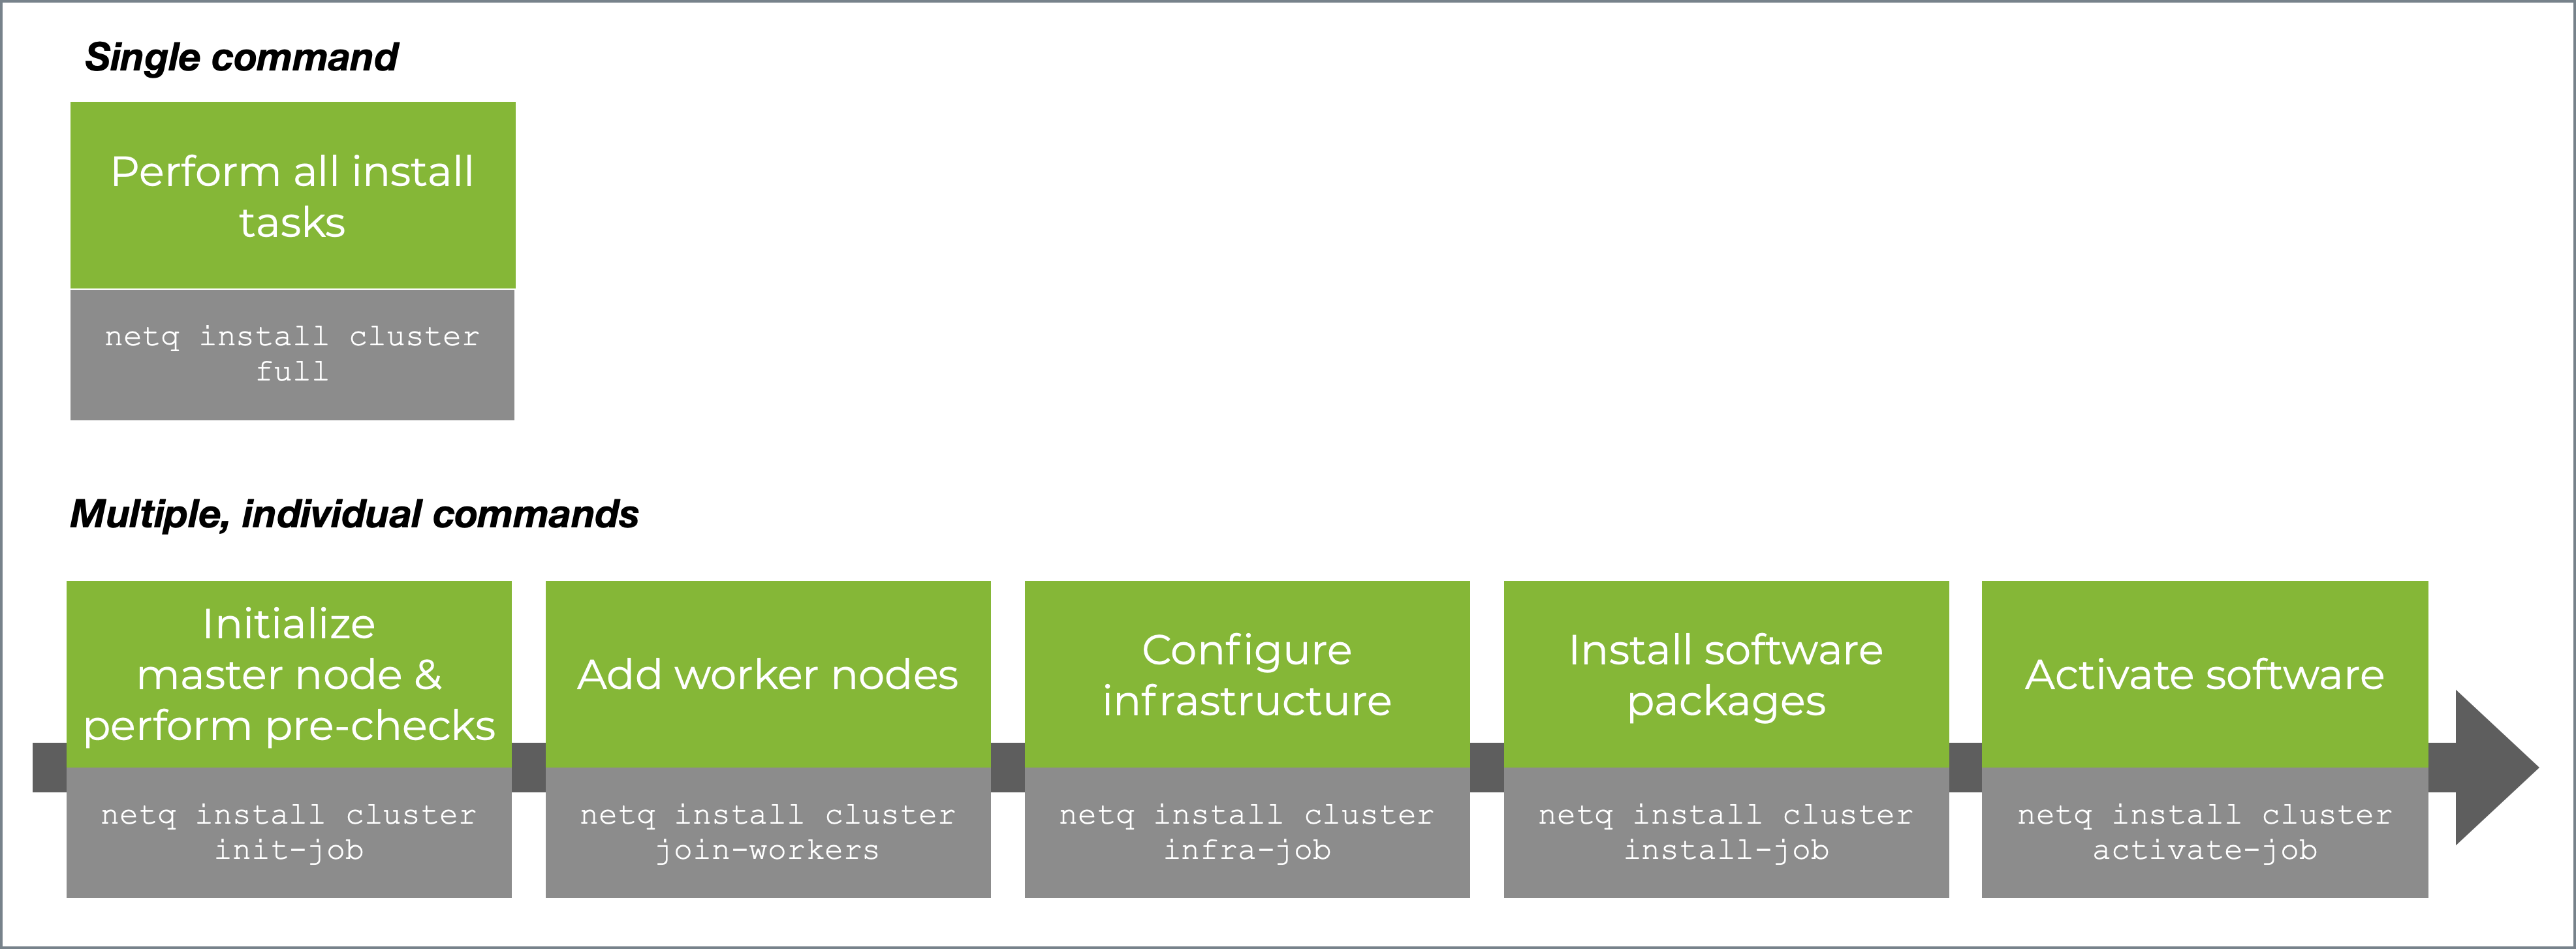 Single command
Perform all install
tasks
netq install cluster
full
Multiple, individual commands
Initialize
master node &
perform pre-checks
netq install cluster
init-job
Add worker nodes
netq install cluster
join-workers
Configure
infrastructure
netq install cluster
infra-job
Install software
packages
netq install cluster
install-job
Activate software
netq install cluster
activate-job